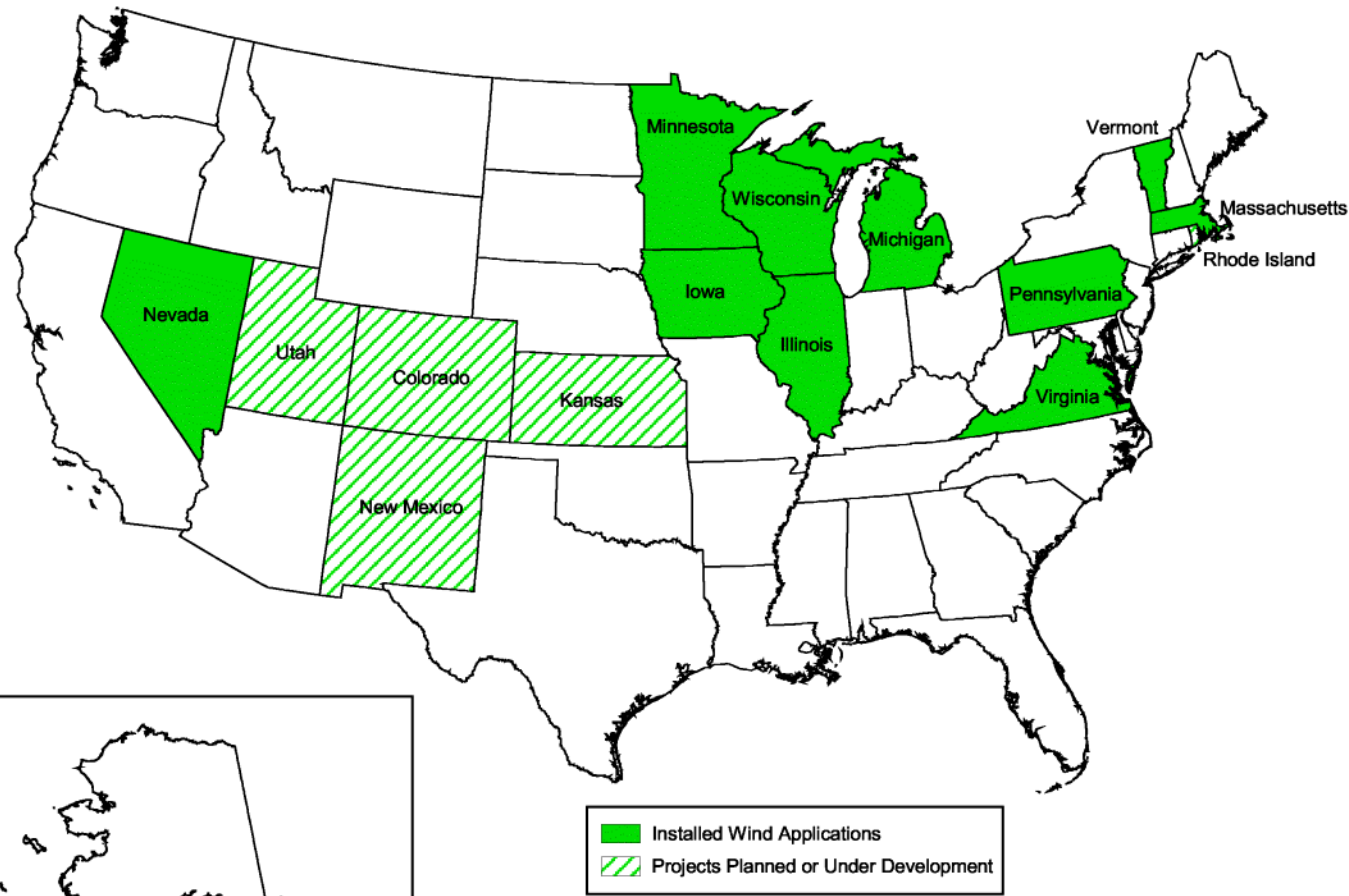 Minnesota
Vermont
Wisconsin
Massachusetts
Michigan
Rhode Island
Iowa
Pennsylvania
Nevada
Illinois
Utah
Colorado
Kansas
Virginia
New Mexico
Installed Wind Applications
Projects Planned or Under Development